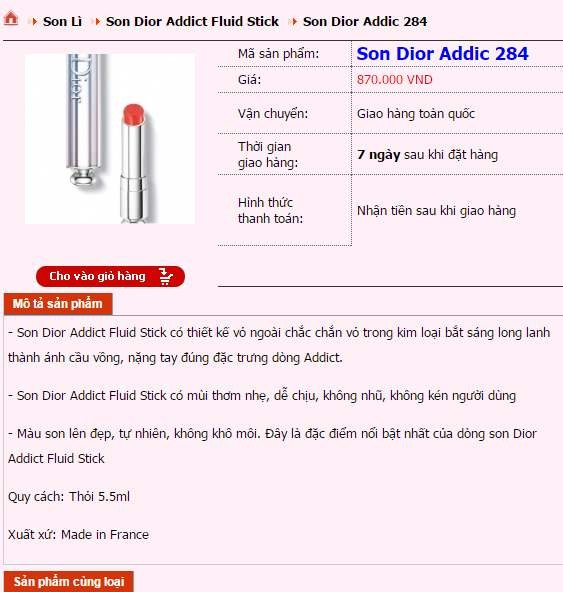 Son Lì Son Dior Addict Fluid Stick Son Dior Addic 284
Dior
Mã sản phẩm: Son Dior Addic 284
Giá: 870.000 VND
Vận chuyển: Giao hàng toàn quốc
Thời gian
giao hàng: 7 ngày sau khi đặt hàng
Hình thức
thanh toán: Nhận tiền sau khi giao hàng
Cho vào giỏ hàng
Mô tả sản phẩm
- Son Dior Addict Fluid Stick có thiết kế vỏ ngoài chắc chắn vỏ trong kim loại bắt sáng long lanh
thành ánh cầu vồng, nặng tay đúng đặc trưng dòng Addict.
- Son Dior Addict Fluid Stick có mùi thơm nhẹ, dễ chịu, không nhũ, không kén người dùng
- Màu son lên đẹp, tự nhiên, không khô môi. Đây là đặc điểm nổi bật nhất của dòng son Dior
Addict Fluid Stick
Quy cách: Thỏi 5.5ml
Xuất xứ: Made in France
Sản phẩm cùng loại